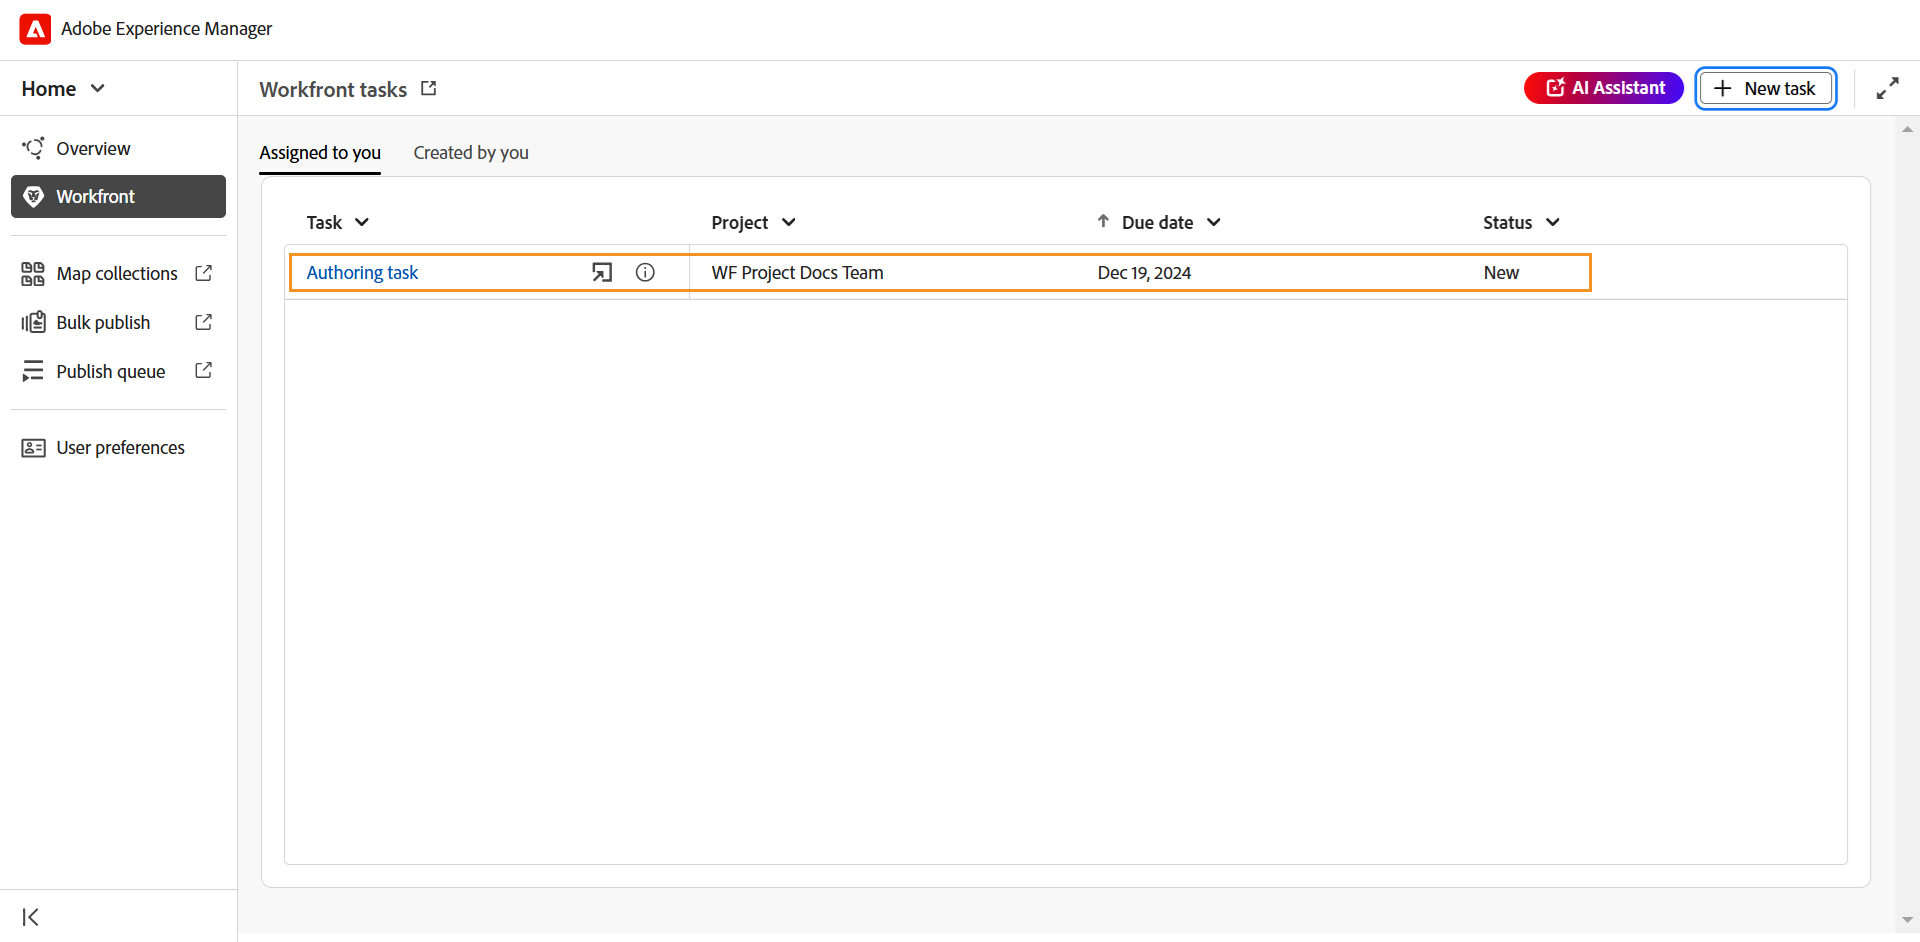 Adobe Experience Manager
Home
Workfront tasks
AI Assistant
New task
Overview
Workfront
Map collections
Bulk publish
Publish queue
User preferences
Assigned to you
Created by you
Task
Project
Due date
Status
Authoring task
WF Project Docs Team
Dec 19, 2024
New